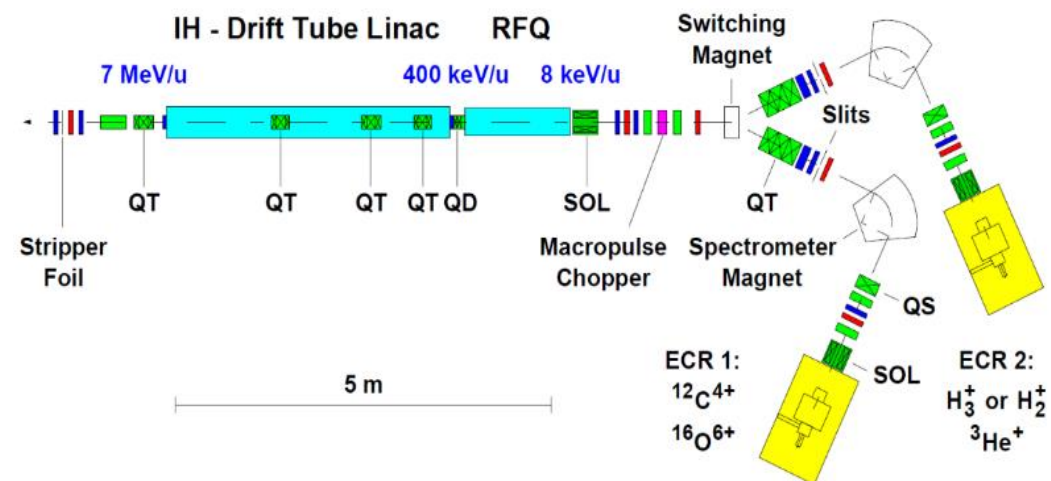 IH - Drift Tube Linac
RFQ
Switching
Magnet
7 MeV/u
400 keV/u
8 keV/u
Slits
QT
QT
QT
QT
QD
SOL
QT
Stripper
Foil
Macropulse
Chopper
Spectrometer
Magnet
QS
SOL
5 m
ECR 1:
¹²C⁴⁺
¹⁶O⁶⁺
ECR 2:
H₃⁺ or H₂⁺
³He⁺